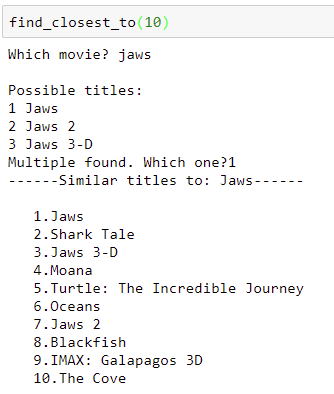 find_closest_to(10)
Which movie? jaws
Possible titles:
1 Jaws
2 Jaws 2
3 Jaws 3-D
Multiple found. Which one?1
------Similar titles to: Jaws------
1.Jaws
2.Shark Tale
3.Jaws 3-D
4.Moana
5.Turtle: The Incredible Journey
6.Oceans
7.Jaws 2
8.Blackfish
9.IMAX: Galapagos 3D
10.The Cove